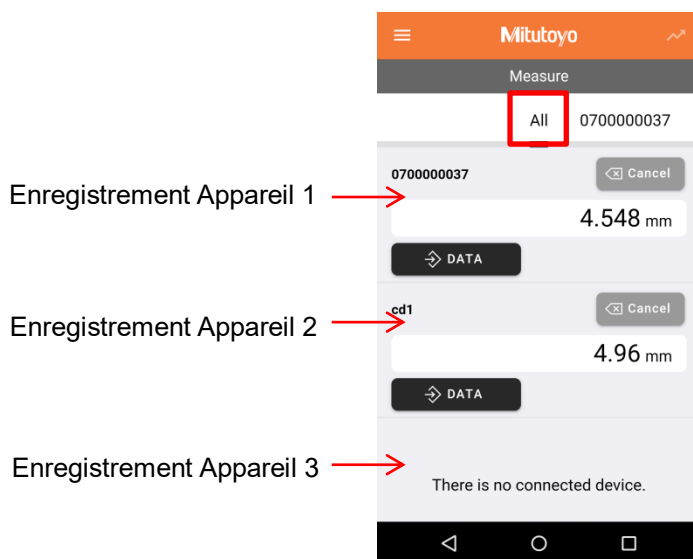 Mitutoyo
Measure
All 0700000037
0700000037 Cancel
Enregistrement Appareil 1
4.548 mm
DATA
cd1 Cancel
Enregistrement Appareil 2
4.96 mm
DATA
Enregistrement Appareil 3
There is no connected device.